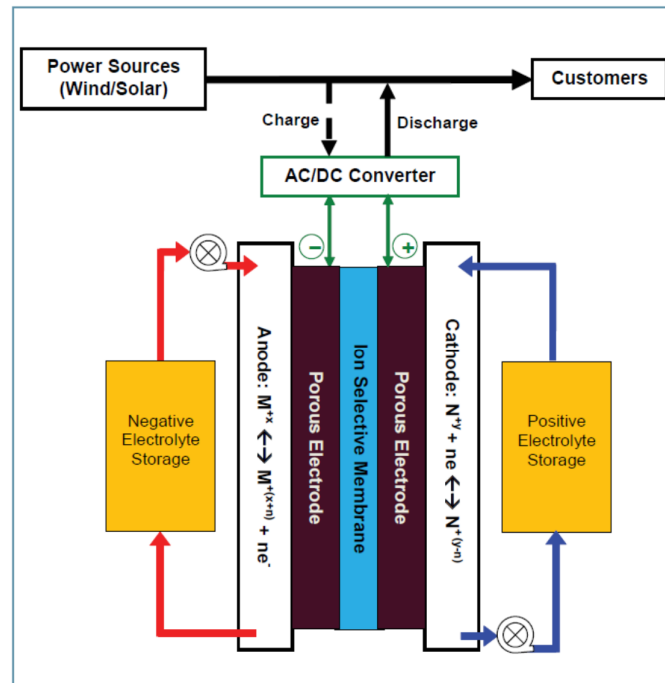 Power Sources
(Wind/Solar)
Customers
Charge
Discharge
AC/DC Converter
−
+
Negative
Electrolyte
Storage
Anode: M⁺ˣ ←→ M⁺⁽ˣ⁺ⁿ⁾ + ne⁻
Porous Electrode
Ion Selective Membrane
Porous Electrode
Cathode: N⁺ʸ + ne ←→ N⁺⁽ʸ⁻ⁿ⁾
Positive
Electrolyte
Storage